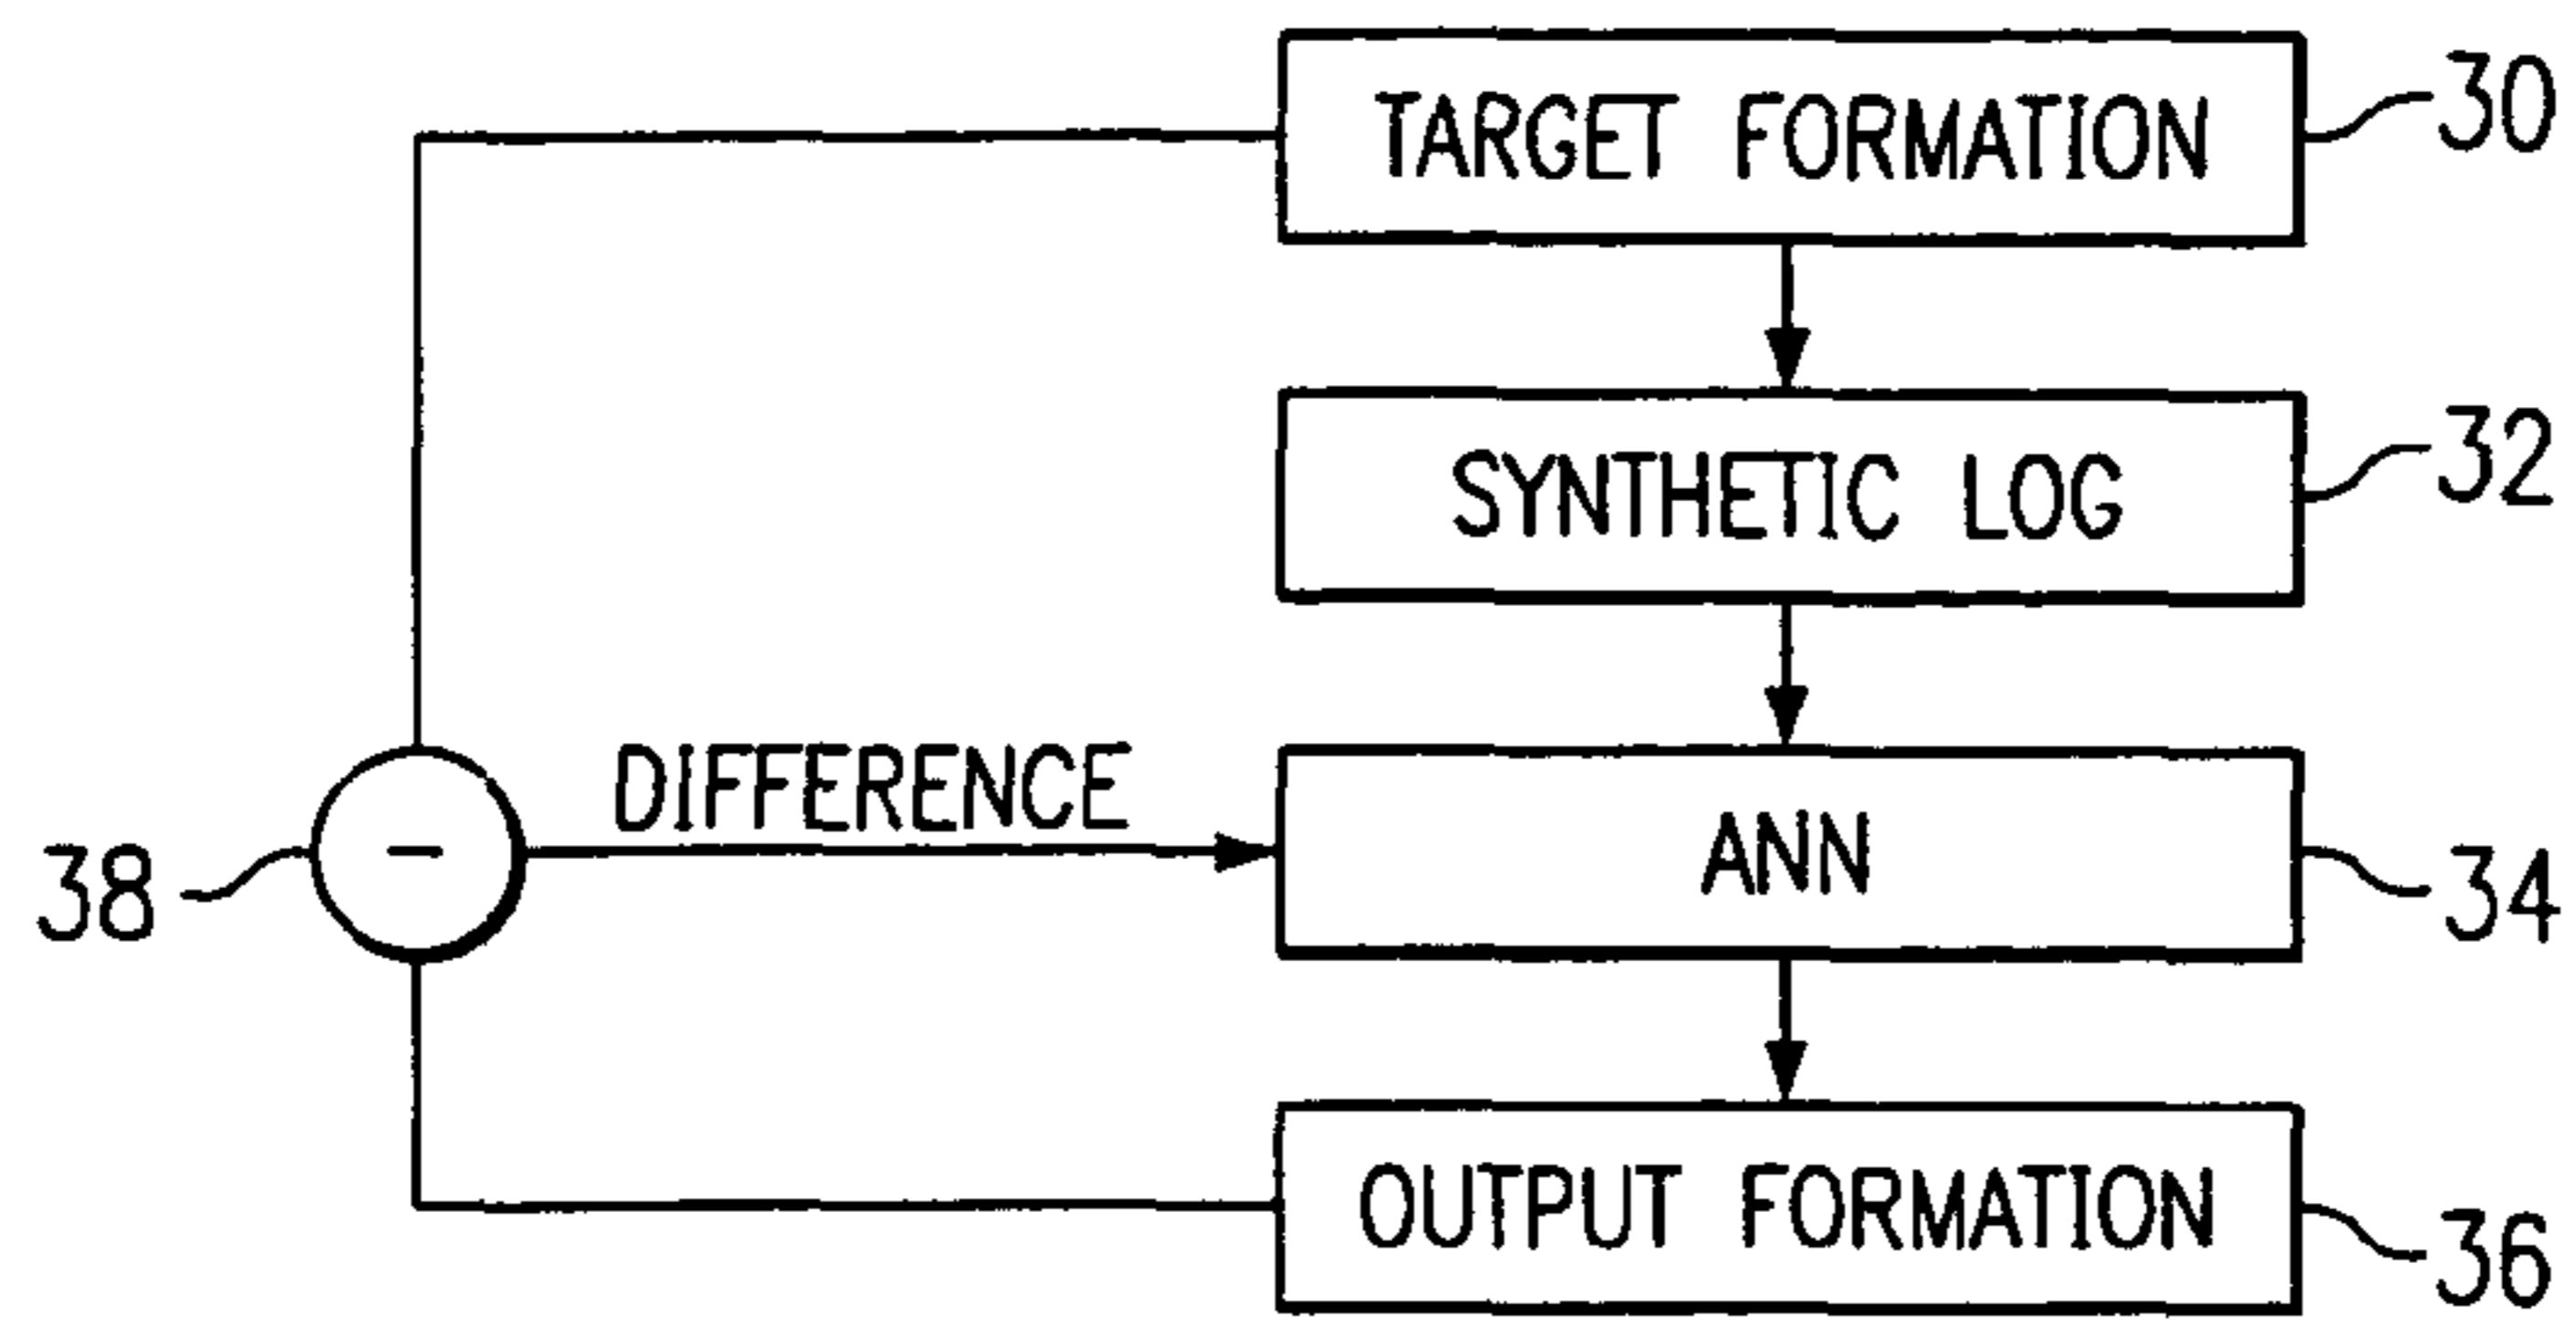 TARGET FORMATION
30
SYNTHETIC LOG
32
DIFFERENCE
38
-
ANN
34
OUTPUT FORMATION
36